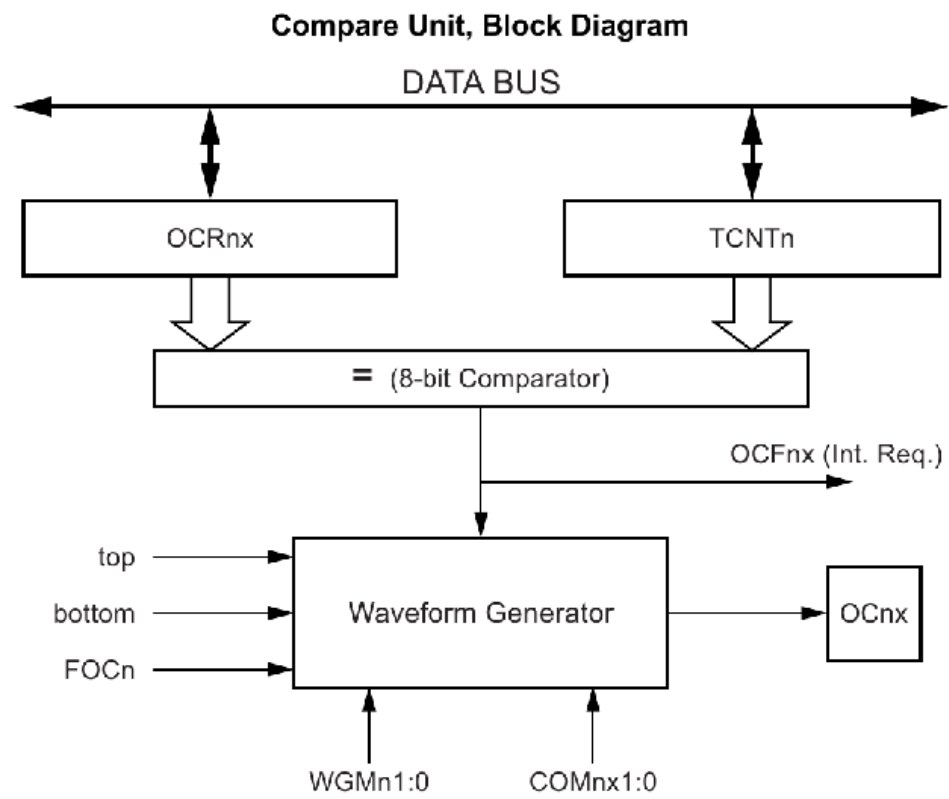 Compare Unit, Block Diagram
DATA BUS
OCRnx
TCNTn
= (8-bit Comparator)
OCFnx (Int. Req.)
top
bottom
FOCn
Waveform Generator
OCnx
WGMn1:0
COMnx1:0